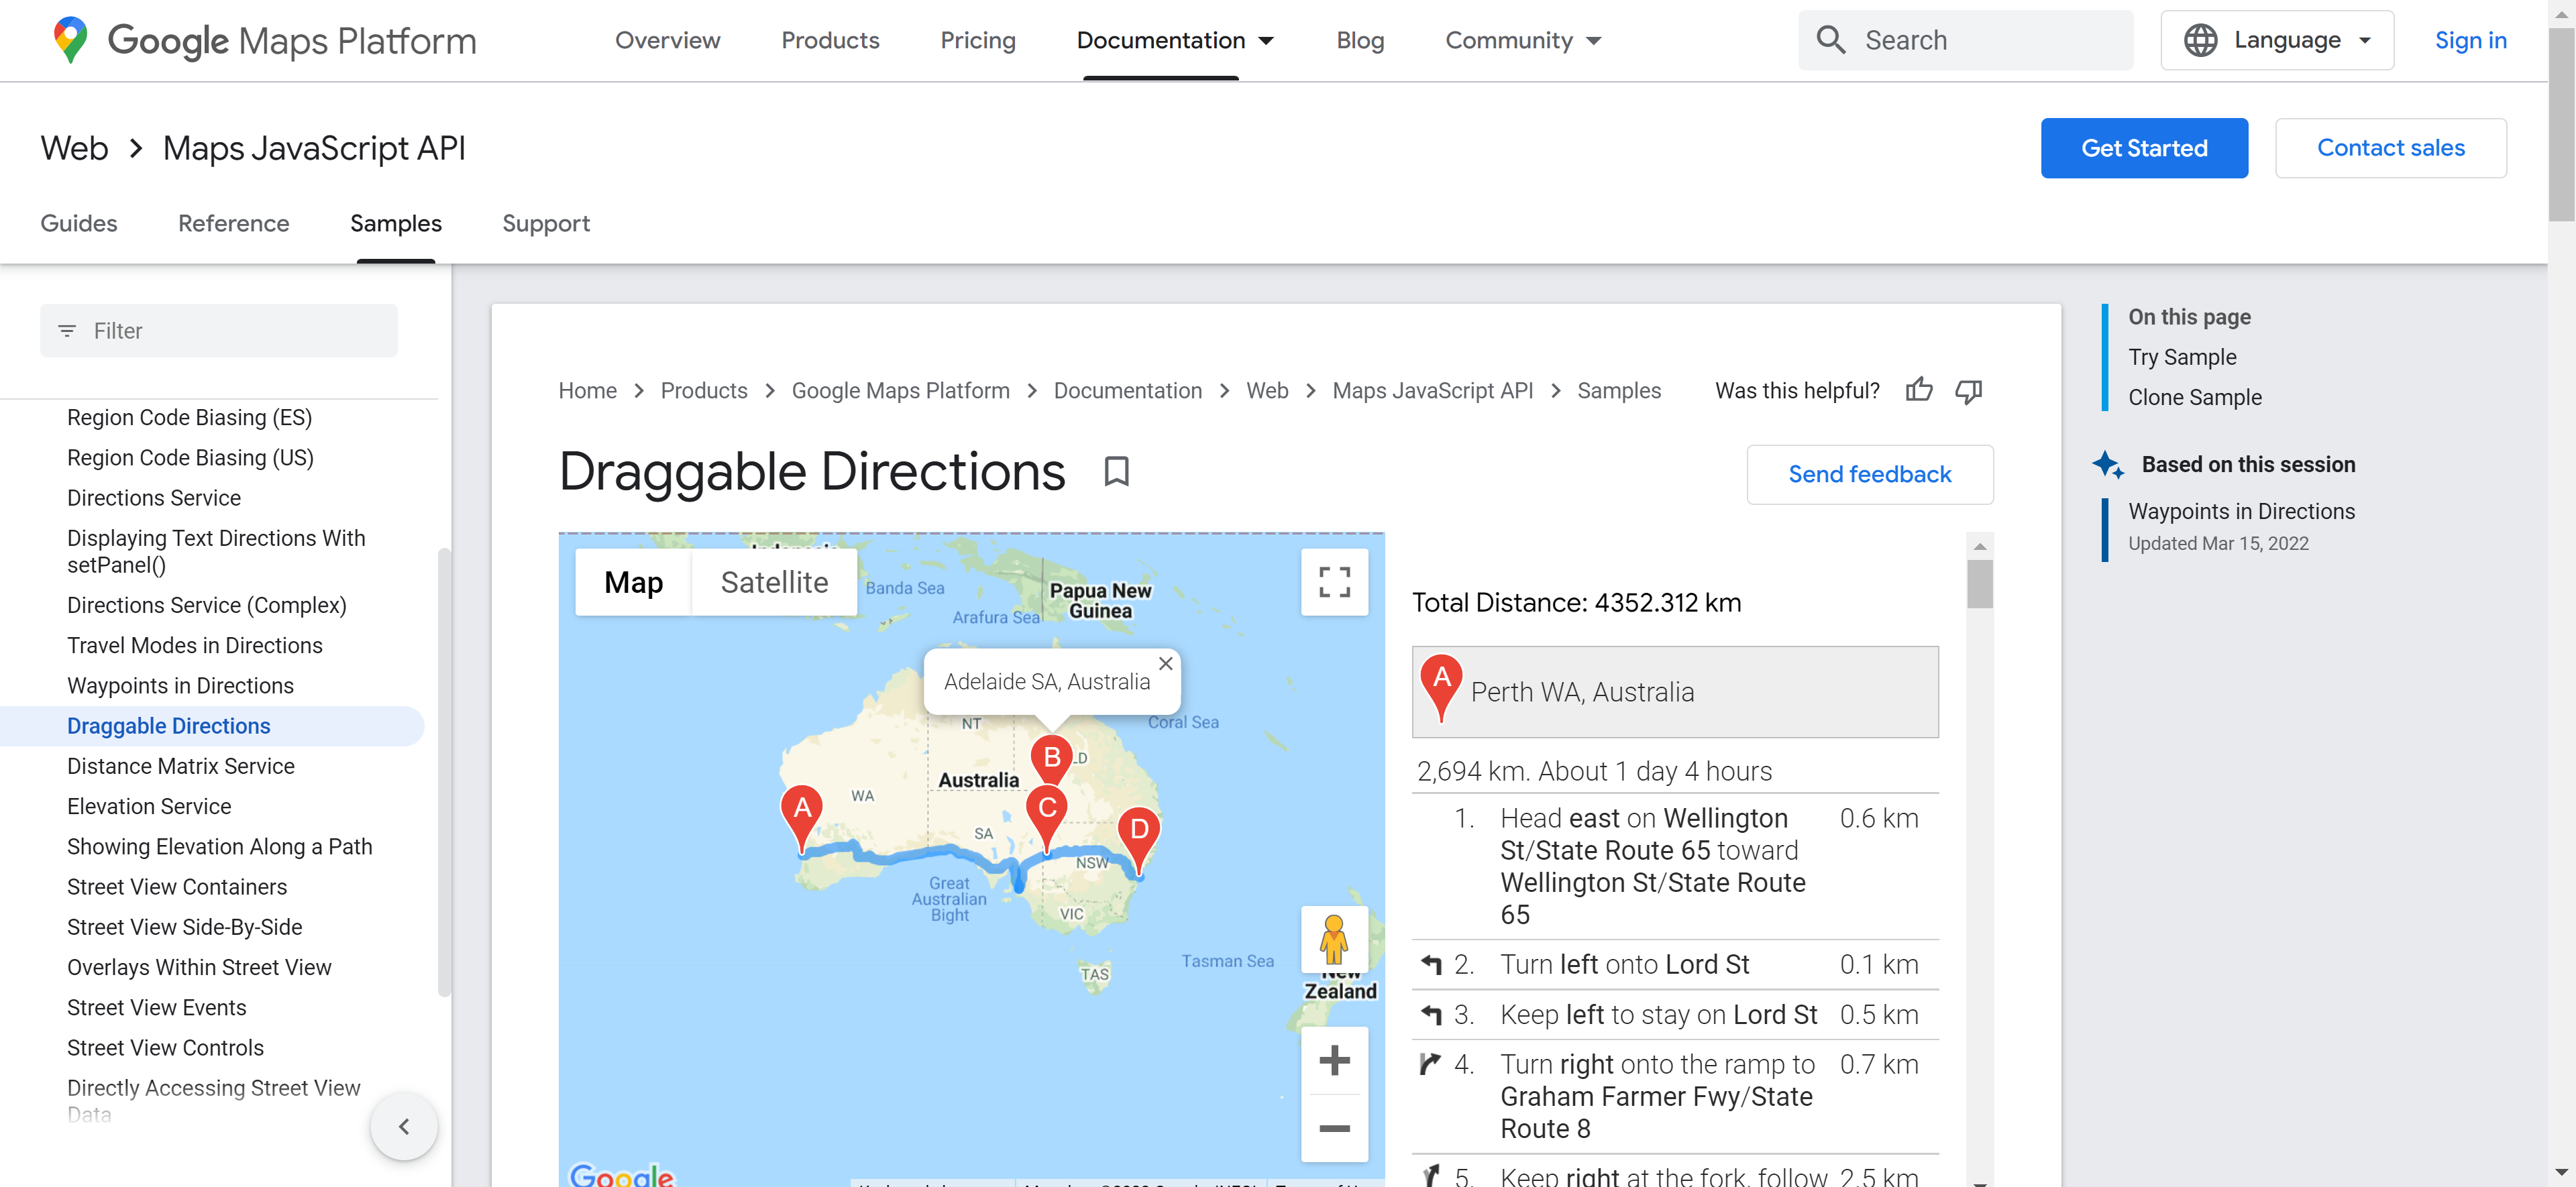 Google Maps Platform
Overview
Products
Pricing
Documentation
Blog
Community
Search
Language
Sign in
Web
Maps JavaScript API
Get Started
Contact sales
Guides
Reference
Samples
Support
Filter
Region Code Biasing (ES)
Region Code Biasing (US)
Directions Service
Displaying Text Directions With
setPanel()
Directions Service (Complex)
Travel Modes in Directions
Waypoints in Directions
Draggable Directions
Distance Matrix Service
Elevation Service
Showing Elevation Along a Path
Street View Containers
Street View Side-By-Side
Overlays Within Street View
Street View Events
Street View Controls
Directly Accessing Street View
Data
Home
Products
Google Maps Platform
Documentation
Web
Maps JavaScript API
Samples
Was this helpful?
Draggable Directions
Send feedback
Map
Satellite
Banda Sea
Arafura Sea
Papua New
Guinea
Adelaide SA, Australia
NT
Coral Sea
B
LD
Australia
WA
A
C
D
SA
NSW
Great
Australian
Bight
VIC
Tasman Sea
TAS
New
Zealand
Google
Total Distance: 4352.312 km
A
Perth WA, Australia
2,694 km. About 1 day 4 hours
1. Head east on Wellington 0.6 km
St/State Route 65 toward
Wellington St/State Route
65
2. Turn left onto Lord St 0.1 km
3. Keep left to stay on Lord St 0.5 km
4. Turn right onto the ramp to 0.7 km
Graham Farmer Fwy/State
Route 8
5. Keep right at the fork, follow 2.5 km
On this page
Try Sample
Clone Sample
Based on this session
Waypoints in Directions
Updated Mar 15, 2022